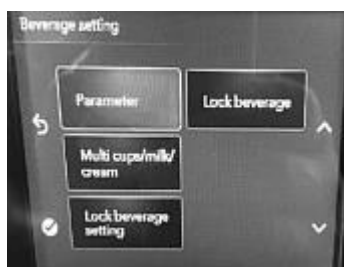 Beverage setting
Parameter
Lock beverage
Multi cups/milk/
cream
Lock beverage
setting